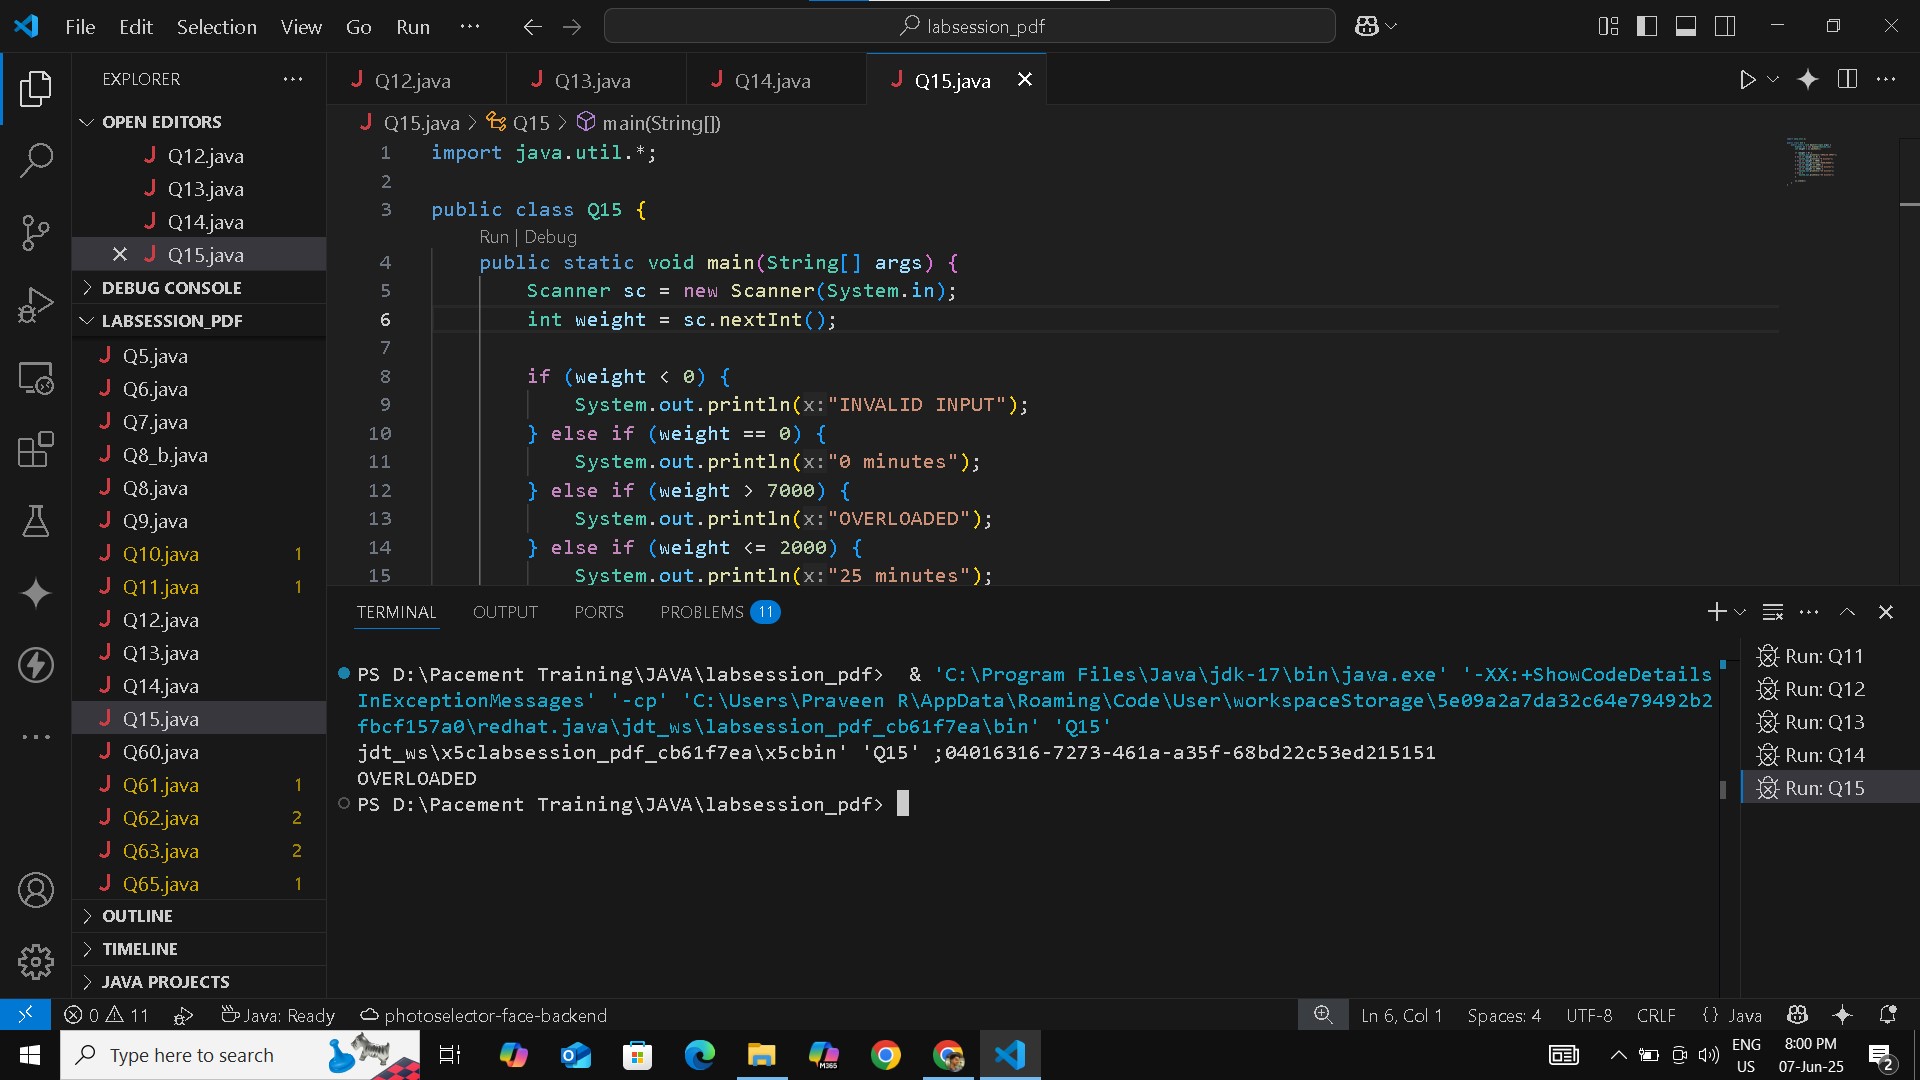 File Edit Selection View Go Run ··· labsession_pdf
EXPLORER ···
OPEN EDITORS
Q12.java
Q13.java
Q14.java
Q15.java
DEBUG CONSOLE
LABSESSION_PDF
Q5.java
Q6.java
Q7.java
Q8_b.java
Q8.java
Q9.java
Q10.java 1
Q11.java 1
Q12.java
Q13.java
Q14.java
Q15.java
Q60.java
Q61.java 1
Q62.java 2
Q63.java 2
Q65.java 1
OUTLINE
TIMELINE
JAVA PROJECTS
Q12.java Q13.java Q14.java Q15.java
Q15.java > Q15 > main(String[])
1 import java.util.*;
2
3 public class Q15 {
Run | Debug
4 public static void main(String[] args) {
5 Scanner sc = new Scanner(System.in);
6 int weight = sc.nextInt();
7
8 if (weight < 0) {
9 System.out.println(x:"INVALID INPUT");
10 } else if (weight == 0) {
11 System.out.println(x:"0 minutes");
12 } else if (weight > 7000) {
13 System.out.println(x:"OVERLOADED");
14 } else if (weight <= 2000) {
15 System.out.println(x:"25 minutes");
TERMINAL OUTPUT PORTS PROBLEMS 11
PS D:\Pacement Training\JAVA\labsession_pdf> & 'C:\Program Files\Java\jdk-17\bin\java.exe' '-XX:+ShowCodeDetails
InExceptionMessages' '-cp' 'C:\Users\Praveen R\AppData\Roaming\Code\User\workspaceStorage\5e09a2a7da32c64e79492b2
fbcf157a0\redhat.java\jdt_ws\labsession_pdf_cb61f7ea\bin' 'Q15'
jdt_ws\x5clabsession_pdf_cb61f7ea\x5cbin' 'Q15' ;04016316-7273-461a-a35f-68bd22c53ed215151
OVERLOADED
PS D:\Pacement Training\JAVA\labsession_pdf>
Run: Q11
Run: Q12
Run: Q13
Run: Q14
Run: Q15
0 11 Java: Ready photoselector-face-backend Ln 6, Col 1 Spaces: 4 UTF-8 CRLF {} Java
Type here to search
M365
ENG
US
8:00 PM
07-Jun-25
2